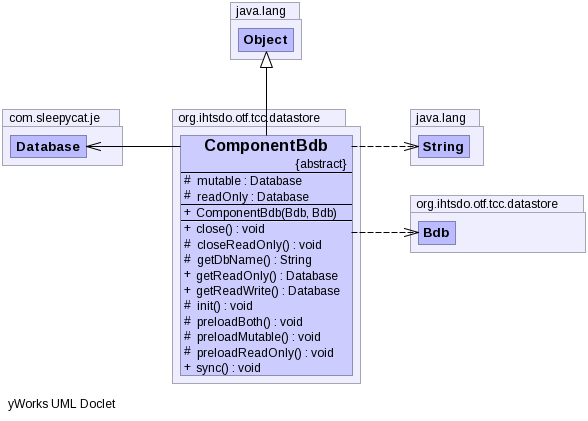 java.lang
Object
com.sleepycat.je
Database
org.ihtsdo.otf.tcc.datastore
ComponentBdb
{abstract}
# mutable : Database
# readOnly : Database
+ ComponentBdb(Bdb, Bdb)
+ close() : void
# closeReadOnly() : void
# getDbName() : String
+ getReadOnly() : Database
+ getReadWrite() : Database
# init() : void
# preloadBoth() : void
# preloadMutable() : void
# preloadReadOnly() : void
+ sync() : void
java.lang
String
org.ihtsdo.otf.tcc.datastore
Bdb
yWorks UML Doclet